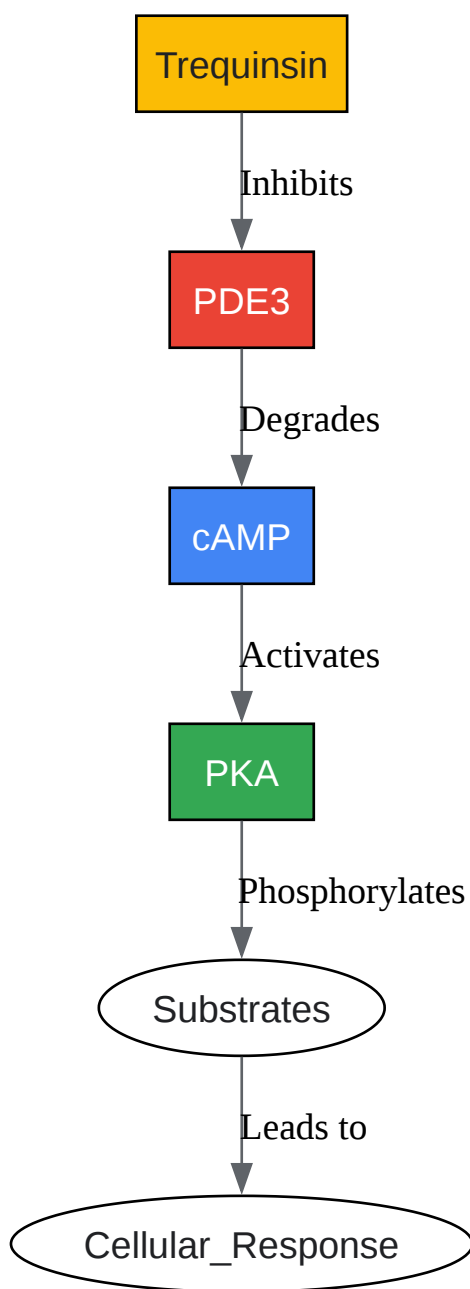 Trequinsin
Inhibits
PDE3
Degrades
cAMP
Activates
PKA
Phosphorylates
Substrates
Leads to
Cellular_Response